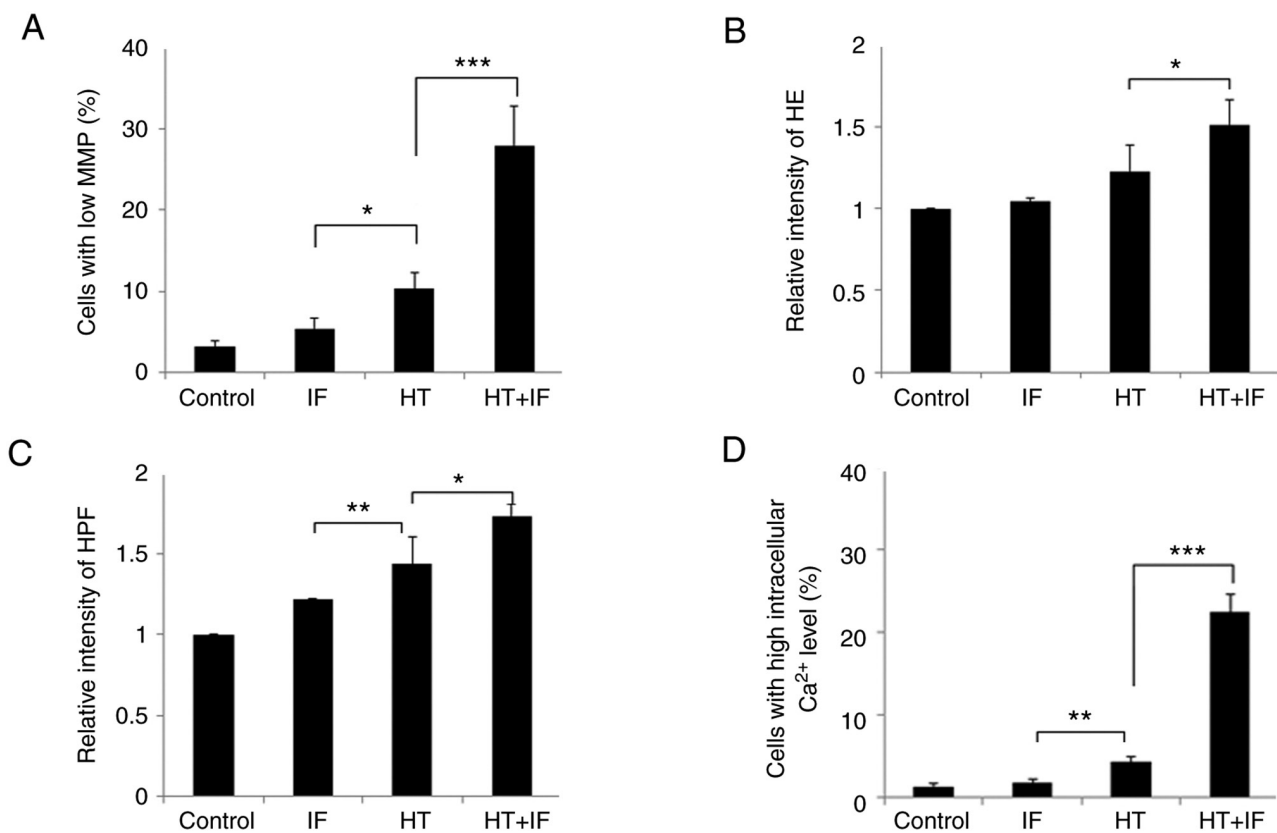 A
Cells with low MMP (%)
40
30
20
10
0
*
***
Control IF HT HT+IF
B
Relative intensity of HE
2
1.5
1
0.5
0
*
Control IF HT HT+IF
C
Relative intensity of HPF
2
1.5
1
0.5
0
**
*
Control IF HT HT+IF
D
Cells with high intracellular
Ca²⁺ level (%)
40
30
20
10
0
**
***
Control IF HT HT+IF